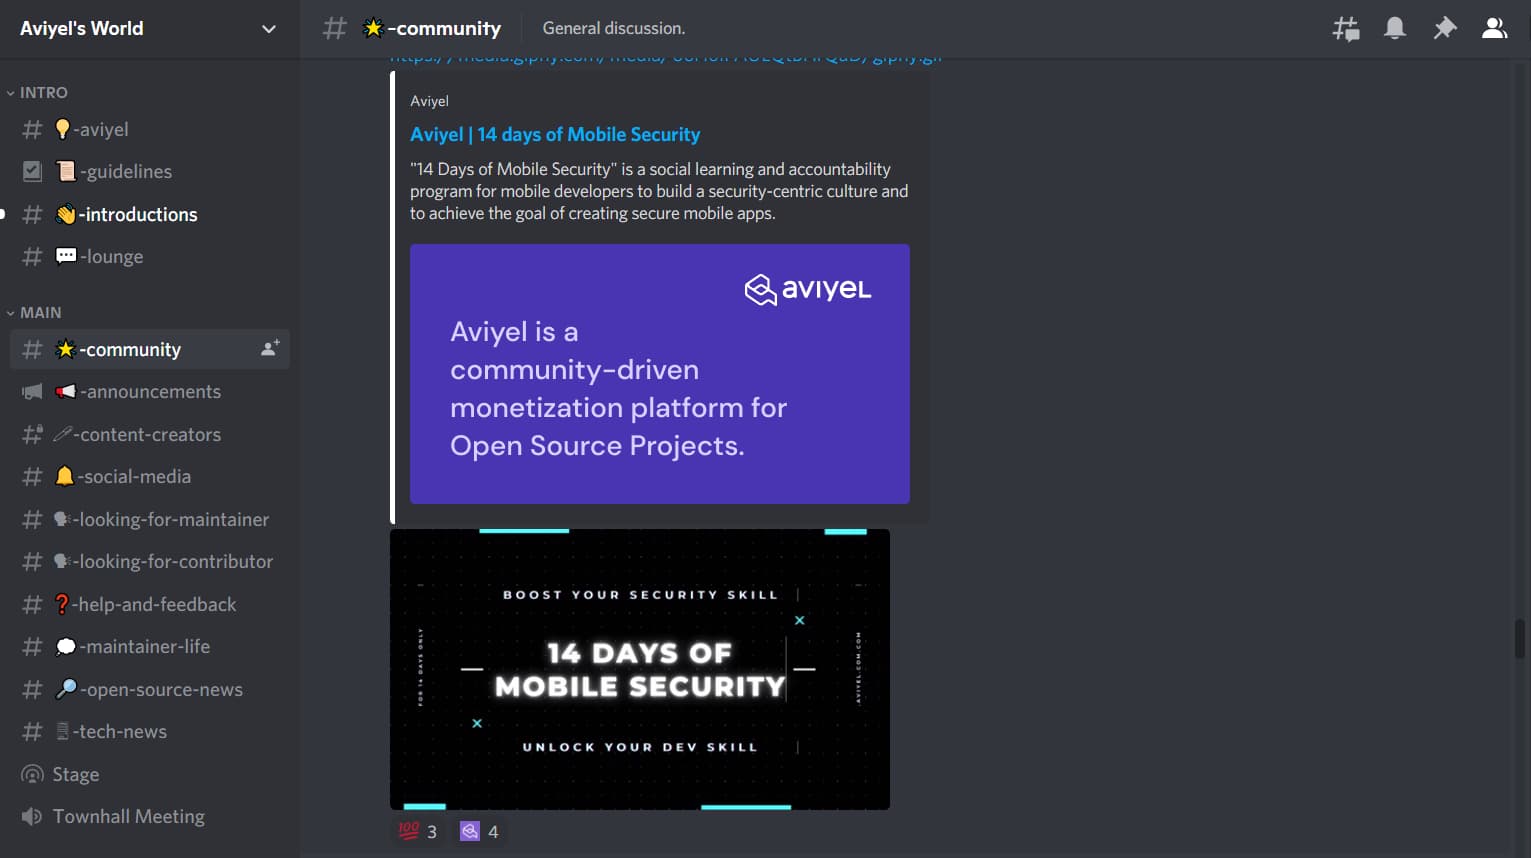 Aviyel's World
INTRO
-aviyel
-guidelines
-introductions
-lounge
MAIN
-community
-announcements
-content-creators
-social-media
-looking-for-maintainer
-looking-for-contributor
-help-and-feedback
-maintainer-life
-open-source-news
-tech-news
Stage
Townhall Meeting
-community
General discussion.
Aviyel
Aviyel | 14 days of Mobile Security
"14 Days of Mobile Security" is a social learning and accountability
program for mobile developers to build a security-centric culture and
to achieve the goal of creating secure mobile apps.
aviyel
Aviyel is a
community-driven
monetization platform for
Open Source Projects.
BOOST YOUR SECURITY SKILL
FOR 14 DAYS ONLY
14 DAYS OF
MOBILE SECURITY
UNLOCK YOUR DEV SKILL
100 3
4